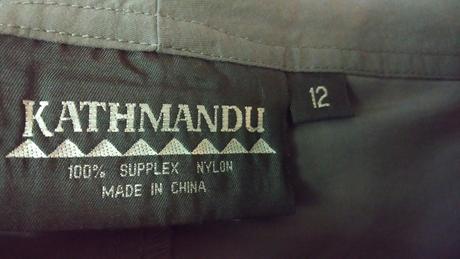 KATHMANDU
12
100% SUPPLEX NYLON
MADE IN CHINA